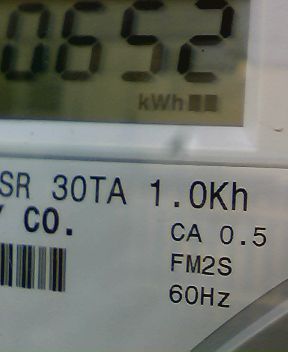 0652
kWh
SR 30TA 1.0Kh
Y CO.
CA 0.5
FM2S
60Hz